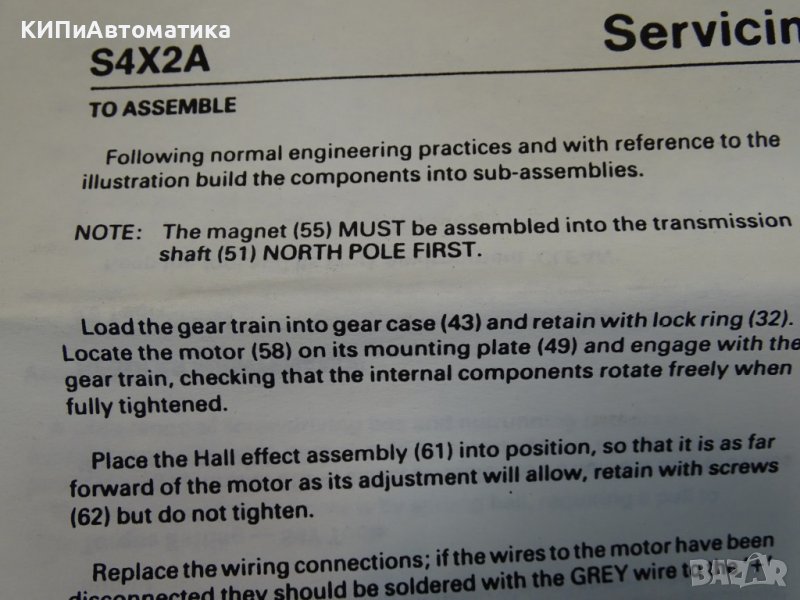 КИПиАвтоматика
Servicin
S4X2A
TO ASSEMBLE
Following normal engineering practices and with reference to the
illustration build the components into sub-assemblies.
NOTE: The magnet (55) MUST be assembled into the transmission
shaft (51) NORTH POLE FIRST.
Load the gear train into gear case (43) and retain with lock ring (32).
Locate the motor (58) on its mounting plate (49) and engage with the
gear train, checking that the internal components rotate freely when
fully tightened.
Place the Hall effect assembly (61) into position, so that it is as far
forward of the motor as its adjustment will allow, retain with screws
(62) but do not tighten.
Replace the wiring connections; if the wires to the motor have been
disconnected they should be soldered with the GREY wire to
bazar